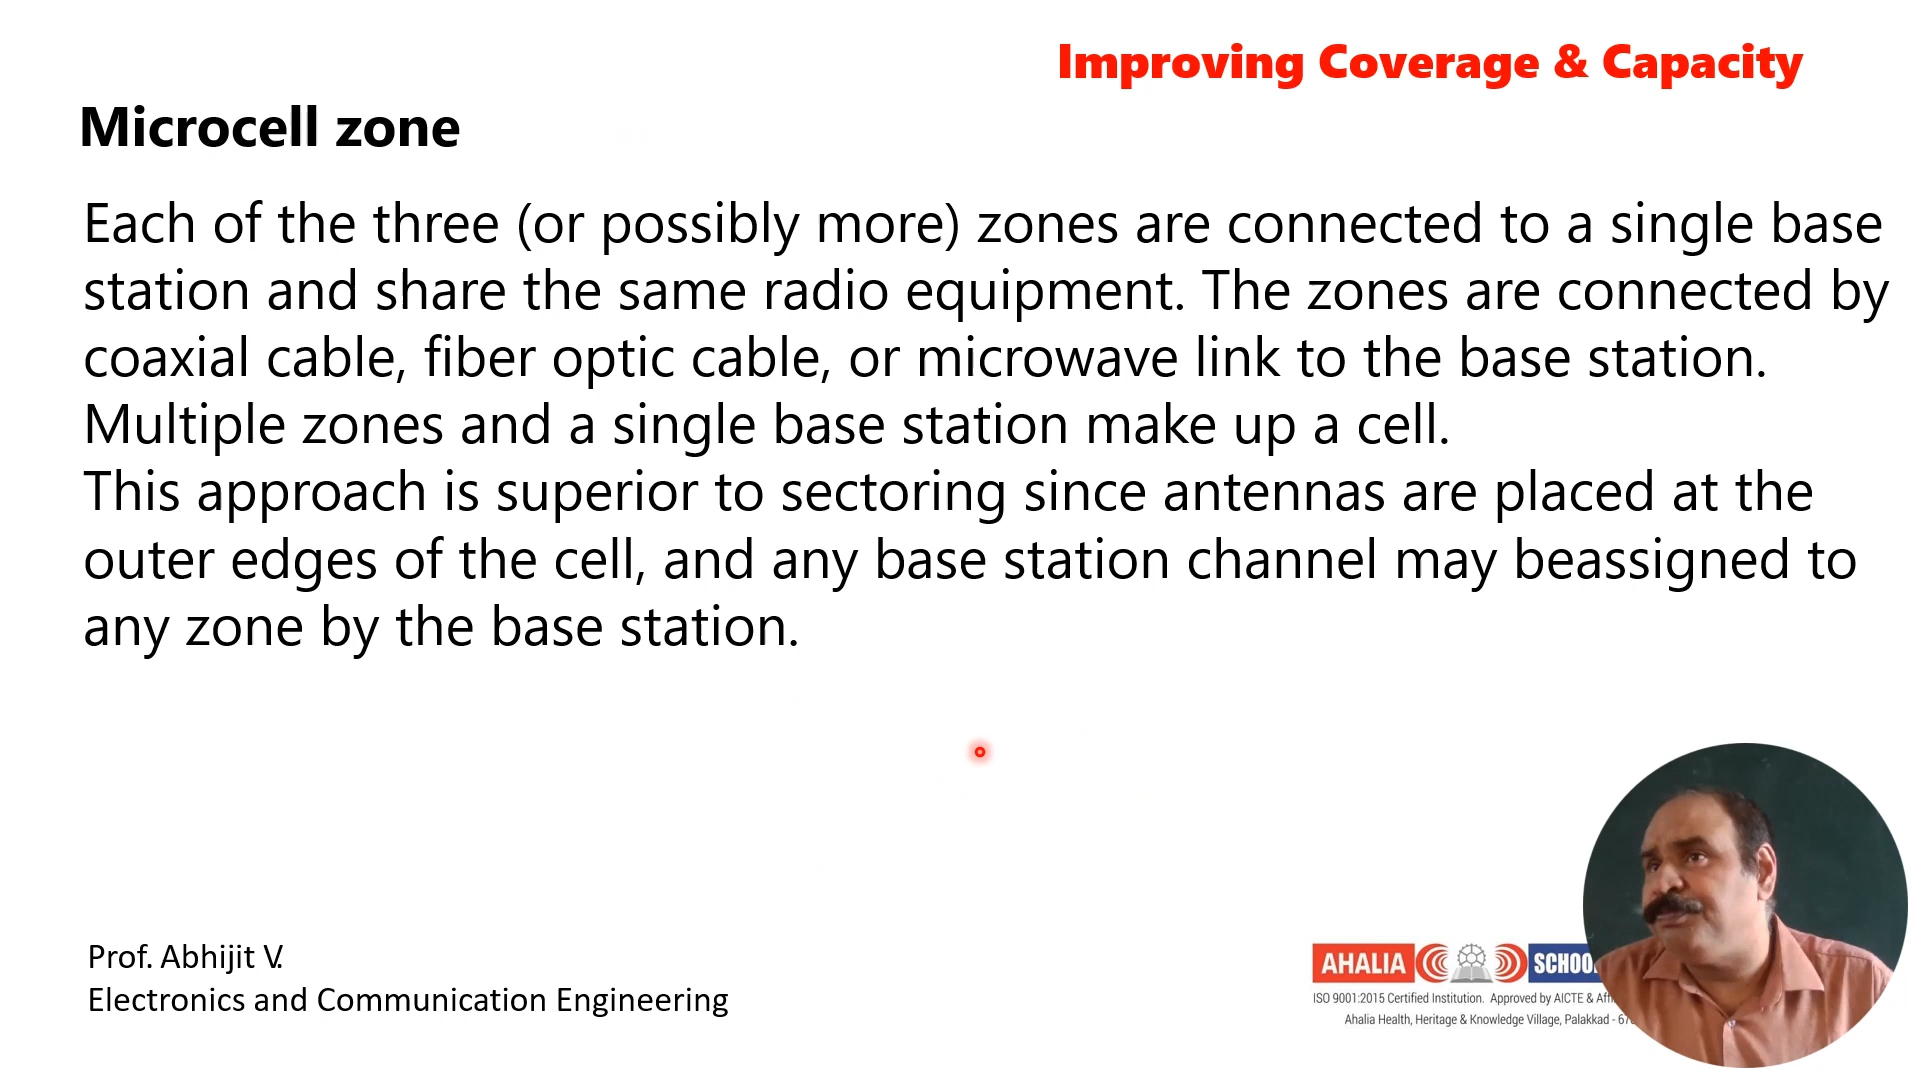 Improving Coverage & Capacity
Microcell zone
Each of the three (or possibly more) zones are connected to a single base
station and share the same radio equipment. The zones are connected by
coaxial cable, fiber optic cable, or microwave link to the base station.
Multiple zones and a single base station make up a cell.
This approach is superior to sectoring since antennas are placed at the
outer edges of the cell, and any base station channel may beassigned to
any zone by the base station.
Prof. Abhijit V.
Electronics and Communication Engineering
AHALIA SCHOO
ISO 9001:2015 Certified Institution. Approved by AICTE &
Ahalia Health, Heritage & Knowledge Village, Palakkad -